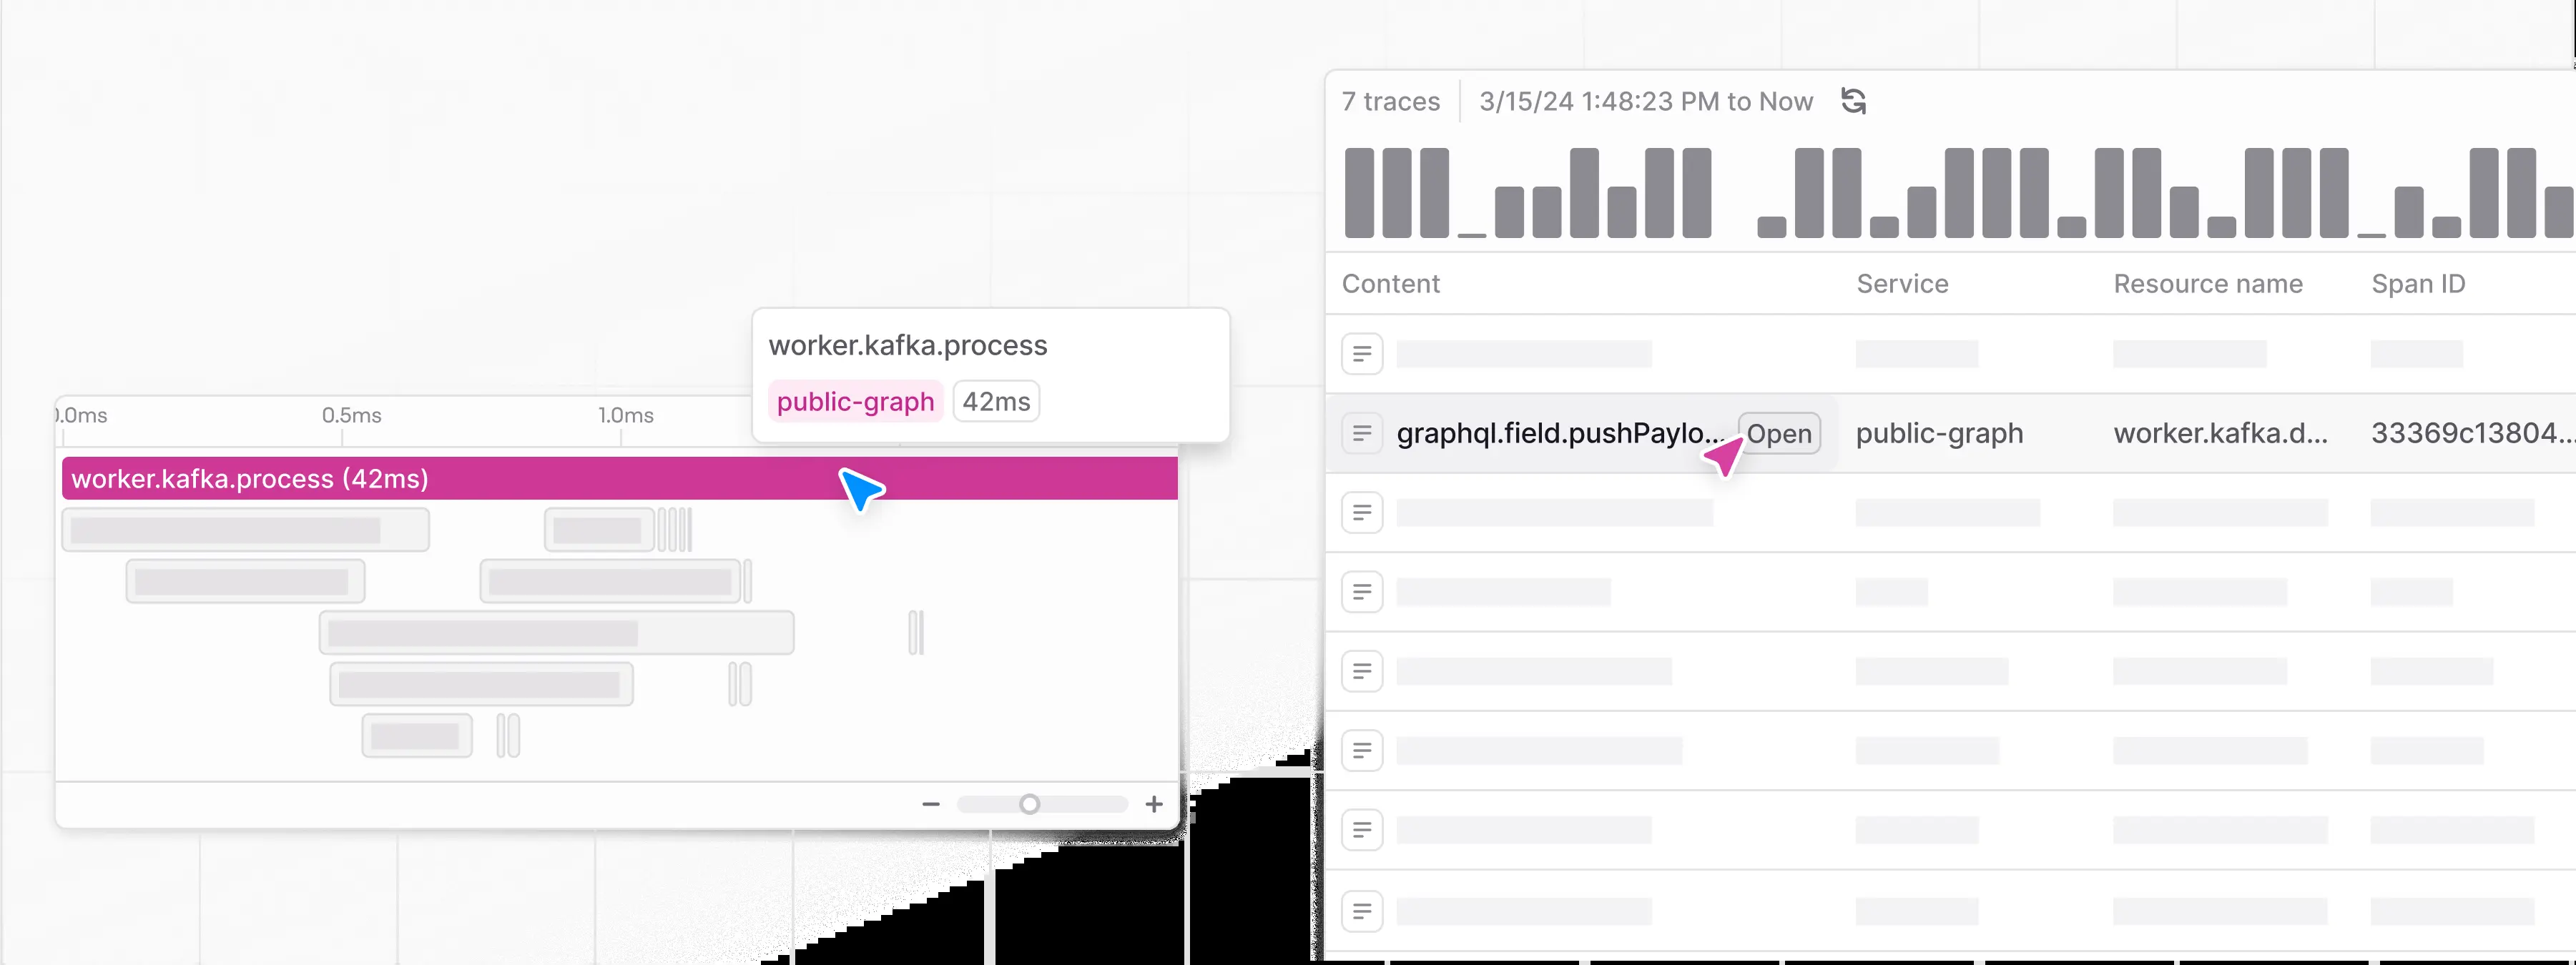 worker.kafka.process
public-graph 42ms
0.0ms 0.5ms 1.0ms
worker.kafka.process (42ms)
7 traces 3/15/24 1:48:23 PM to Now
Content Service Resource name Span ID
graphql.field.pushPaylo... Open public-graph worker.kafka.d... 33369c13804...